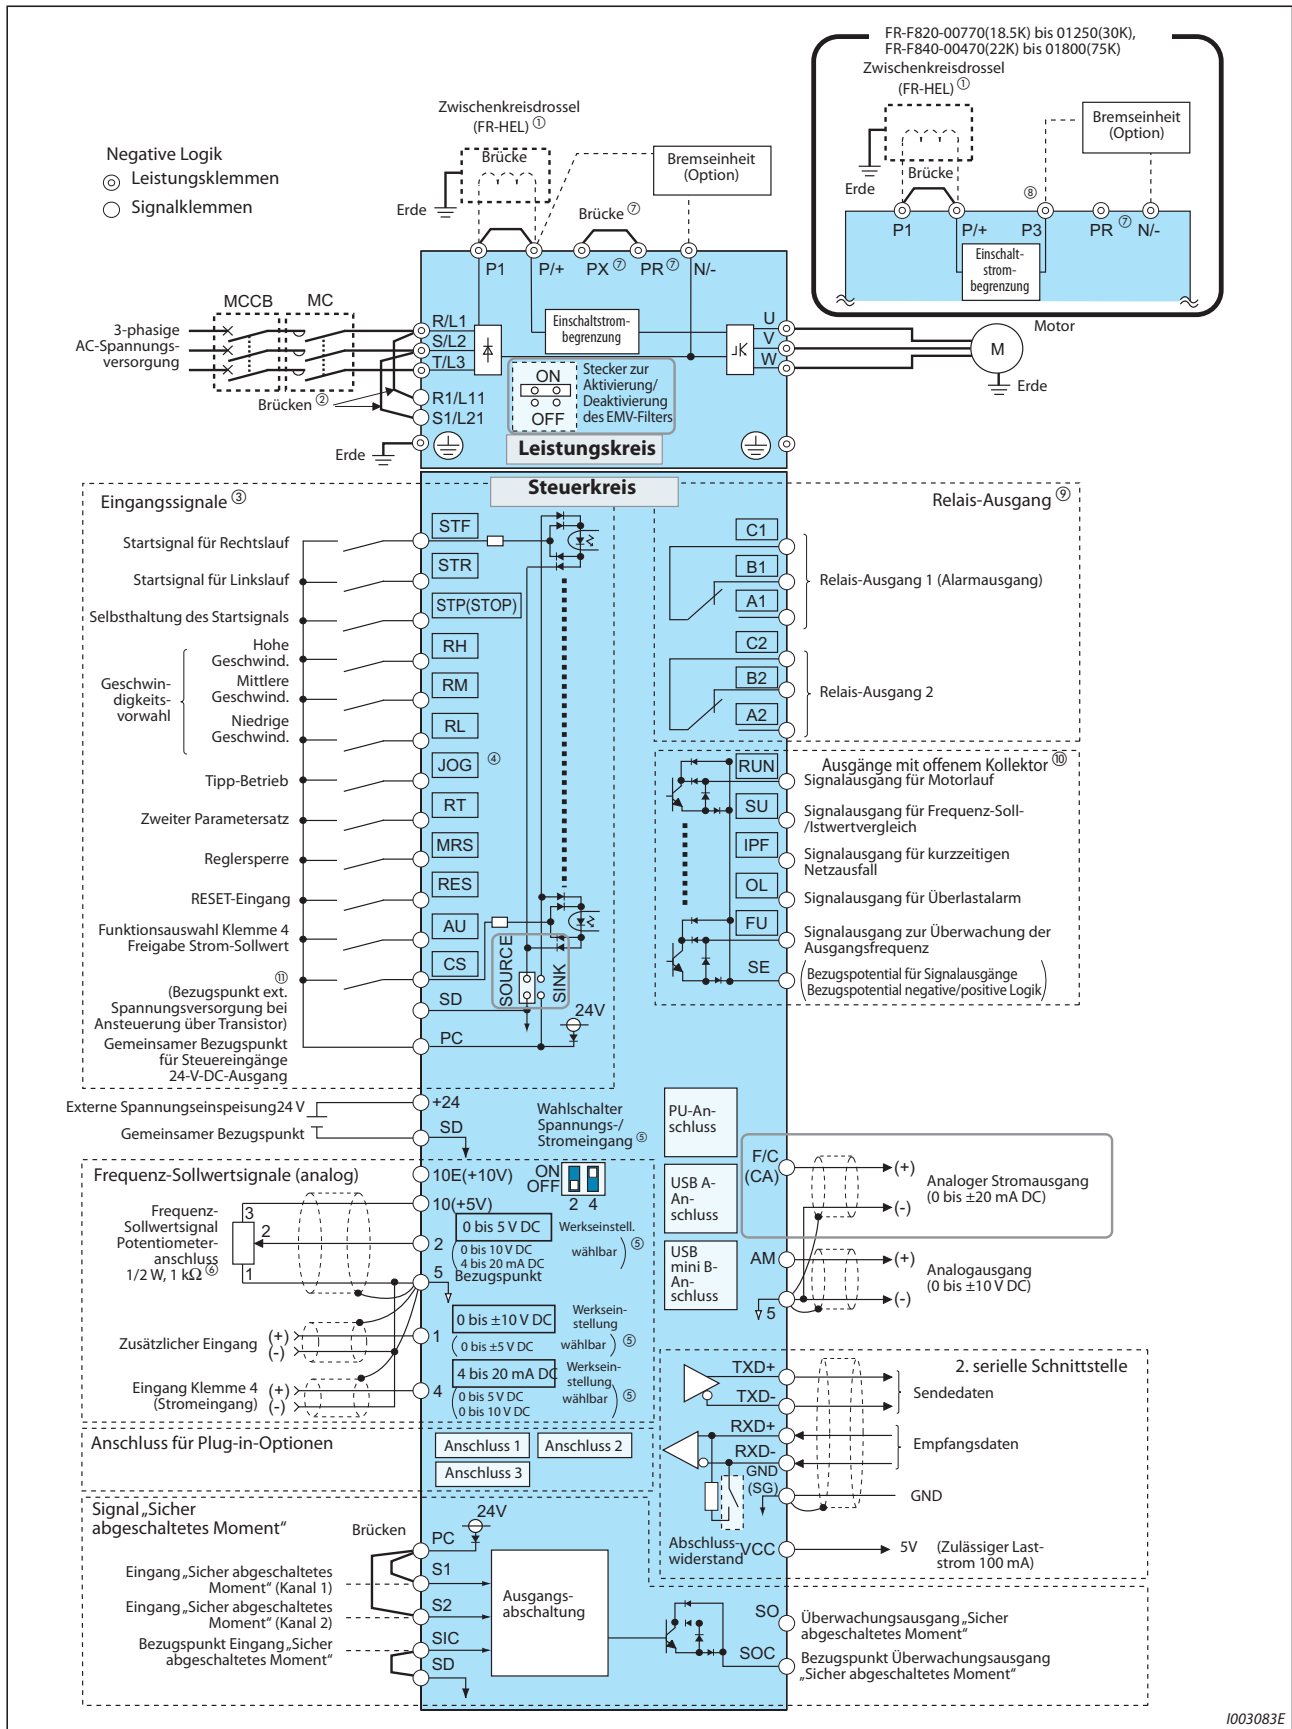 FR-F820-00770(18.5K) bis 01250(30K),
FR-F840-00470(22K) bis 01800(75K)
Zwischenkreisdrossel
(FR-HEL) ①
Bremseinheit
(Option)
Erde
Brücke
⑧
P1
P/+
P3
PR ⑦
N/-
Einschalt-
strom-
begrenzung
Zwischenkreisdrossel
(FR-HEL) ①
Brücke
Bremseinheit
(Option)
Erde
Brücke ⑦
Negative Logik
Leistungsklemmen
Signalklemmen
P1
P/+
PX ⑦
PR ⑦
N/-
MCCB
MC
3-phasige
AC-Spannungs-
versorgung
R/L1
S/L2
T/L3
Brücken ②
R1/L11
S1/L21
Erde
Einschaltstrom-
begrenzung
ON
OFF
Stecker zur
Aktivierung/
Deaktivierung
des EMV-Filters
U
V
W
Motor
M
Erde
Leistungskreis
Steuerkreis
Eingangssignale ③
Startsignal für Rechtslauf
STF
Startsignal für Linkslauf
STR
Selbsthaltung des Startsignals
STP(STOP)
Geschwin-
digkeits-
vorwahl
Hohe
Geschwind.
RH
Mittlere
Geschwind.
RM
Niedrige
Geschwind.
RL
Tipp-Betrieb
JOG ④
Zweiter Parametersatz
RT
Reglersperre
MRS
RESET-Eingang
RES
Funktionsauswahl Klemme 4
Freigabe Strom-Sollwert
AU
CS
⑪
(Bezugspunkt ext.
Spannungsversorgung bei
Ansteuerung über Transistor)
SD
Gemeinsamer Bezugspunkt
für Steuereingänge
24-V-DC-Ausgang
PC
SOURCE
SINK
24V
Relais-Ausgang ⑨
C1
B1
A1
Relais-Ausgang 1 (Alarmausgang)
C2
B2
A2
Relais-Ausgang 2
Ausgänge mit offenem Kollektor ⑩
RUN
Signalausgang für Motorlauf
SU
Signalausgang für Frequenz-Soll-
/Istwertvergleich
IPF
Signalausgang für kurzzeitigen
Netzausfall
OL
Signalausgang für Überlastalarm
FU
Signalausgang zur Überwachung der
Ausgangsfrequenz
SE
(Bezugspotential für Signalausgänge
Bezugspotential negative/positive Logik)
Externe Spannungseinspeisung24 V
+24
Gemeinsamer Bezugspunkt
SD
Wahlschalter
Spannungs-/
Stromeingang ⑤
ON
OFF
2 4
PU-An-
schluss
USB A-
An-
schluss
USB
mini B-
An-
schluss
F/C
(CA)
(+)
(-)
Analoger Stromausgang
(0 bis ±20 mA DC)
AM
5
(+)
(-)
Analogausgang
(0 bis ±10 V DC)
Frequenz-Sollwertsignale (analog)
10E(+10V)
10(+5V)
Frequenz-
Sollwertsignal
Potentiometer-
anschluss
1/2 W, 1 kΩ ⑥
3
2
1
2
0 bis 5 V DC
Werkseinstell.
(0 bis 10 V DC
4 bis 20 mA DC
wählbar) ⑤
5
Bezugspunkt
Zusätzlicher Eingang
(+)
(-)
1
0 bis ±10 V DC
Werksein-
stellung
(0 bis ±5 V DC
wählbar) ⑤
Eingang Klemme 4
(Stromeingang)
(+)
(-)
4
4 bis 20 mA DC
Werksein-
stellung
(0 bis 5 V DC
0 bis 10 V DC
wählbar) ⑤
2. serielle Schnittstelle
TXD+
TXD-
Sendedaten
RXD+
RXD-
Empfangsdaten
GND
(SG)
GND
Abschluss-
widerstand
VCC
5V
(Zulässiger Last-
strom 100 mA)
Anschluss für Plug-in-Optionen
Anschluss 1
Anschluss 2
Anschluss 3
Signal „Sicher
abgeschaltetes Moment“
Brücken
PC
24V
Eingang „Sicher abgeschaltetes
Moment“ (Kanal 1)
S1
Eingang „Sicher abgeschaltetes
Moment“ (Kanal 2)
S2
Bezugspunkt Eingang „Sicher
abgeschaltetes Moment“
SIC
SD
Ausgangs-
abschaltung
SO
Überwachungsausgang „Sicher
abgeschaltetes Moment“
SOC
Bezugspunkt Überwachungsausgang
„Sicher abgeschaltetes Moment“
I003083E